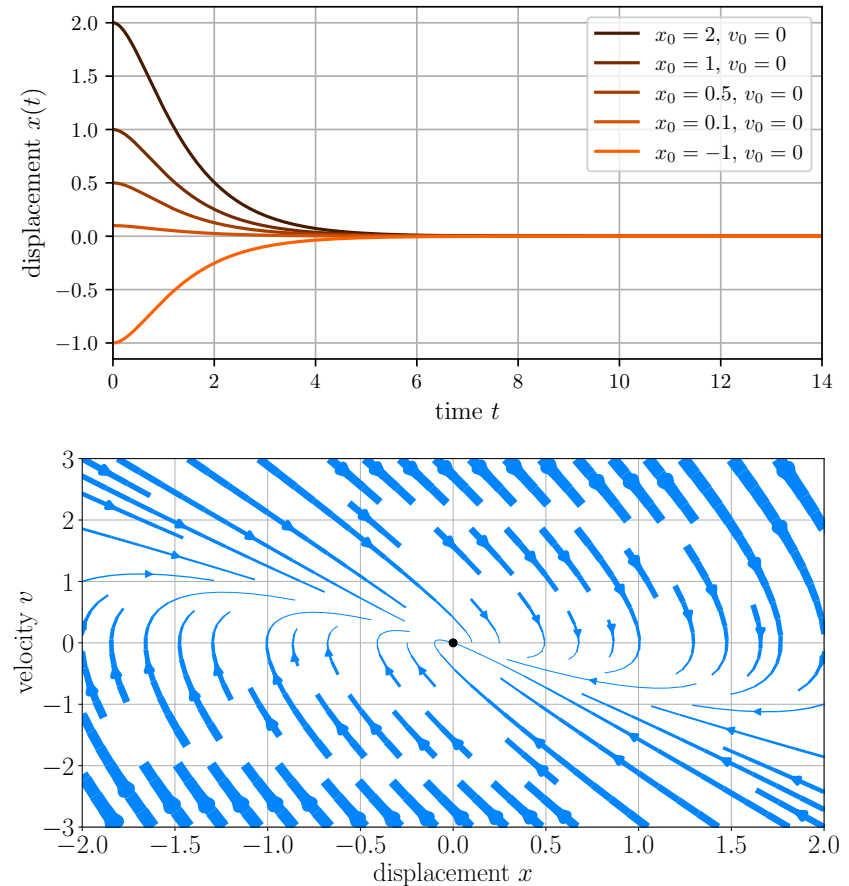 displacement x(t)
2.0
1.5
1.0
0.5
0.0
−0.5
−1.0
x₀ = 2, v₀ = 0
x₀ = 1, v₀ = 0
x₀ = 0.5, v₀ = 0
x₀ = 0.1, v₀ = 0
x₀ = −1, v₀ = 0
0 2 4 6 8 10 12 14
time t
velocity v
3
2
1
0
−1
−2
−3
−2.0 −1.5 −1.0 −0.5 0.0 0.5 1.0 1.5 2.0
displacement x